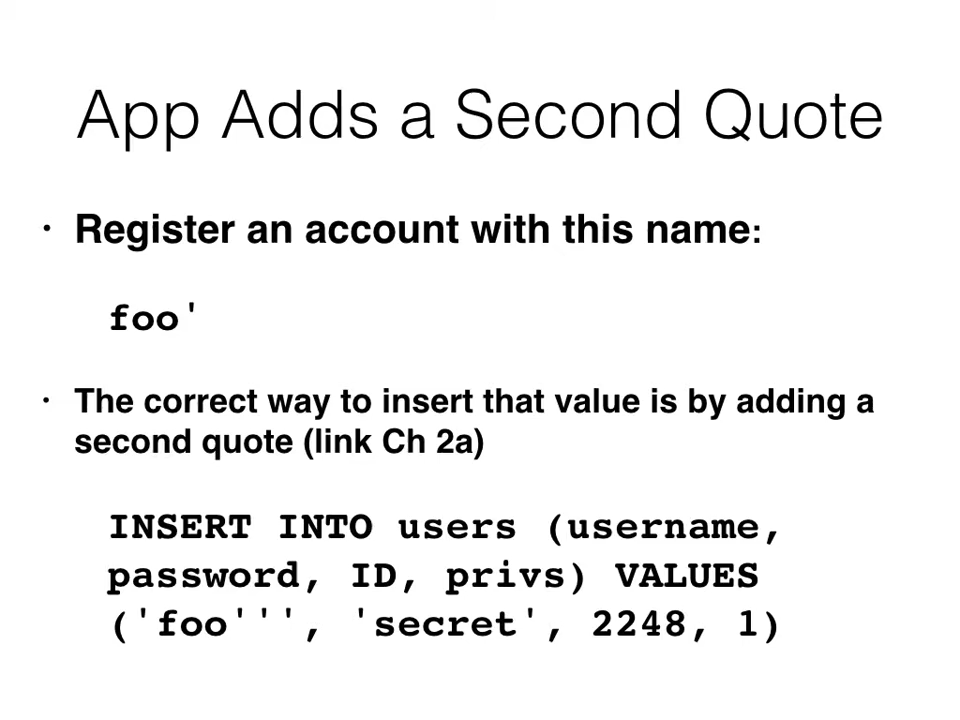 App Adds a Second Quote
• Register an account with this name:
foo'
• The correct way to insert that value is by adding a
second quote (link Ch 2a)
INSERT INTO users (username,
password, ID, privs) VALUES
('foo''', 'secret', 2248, 1)